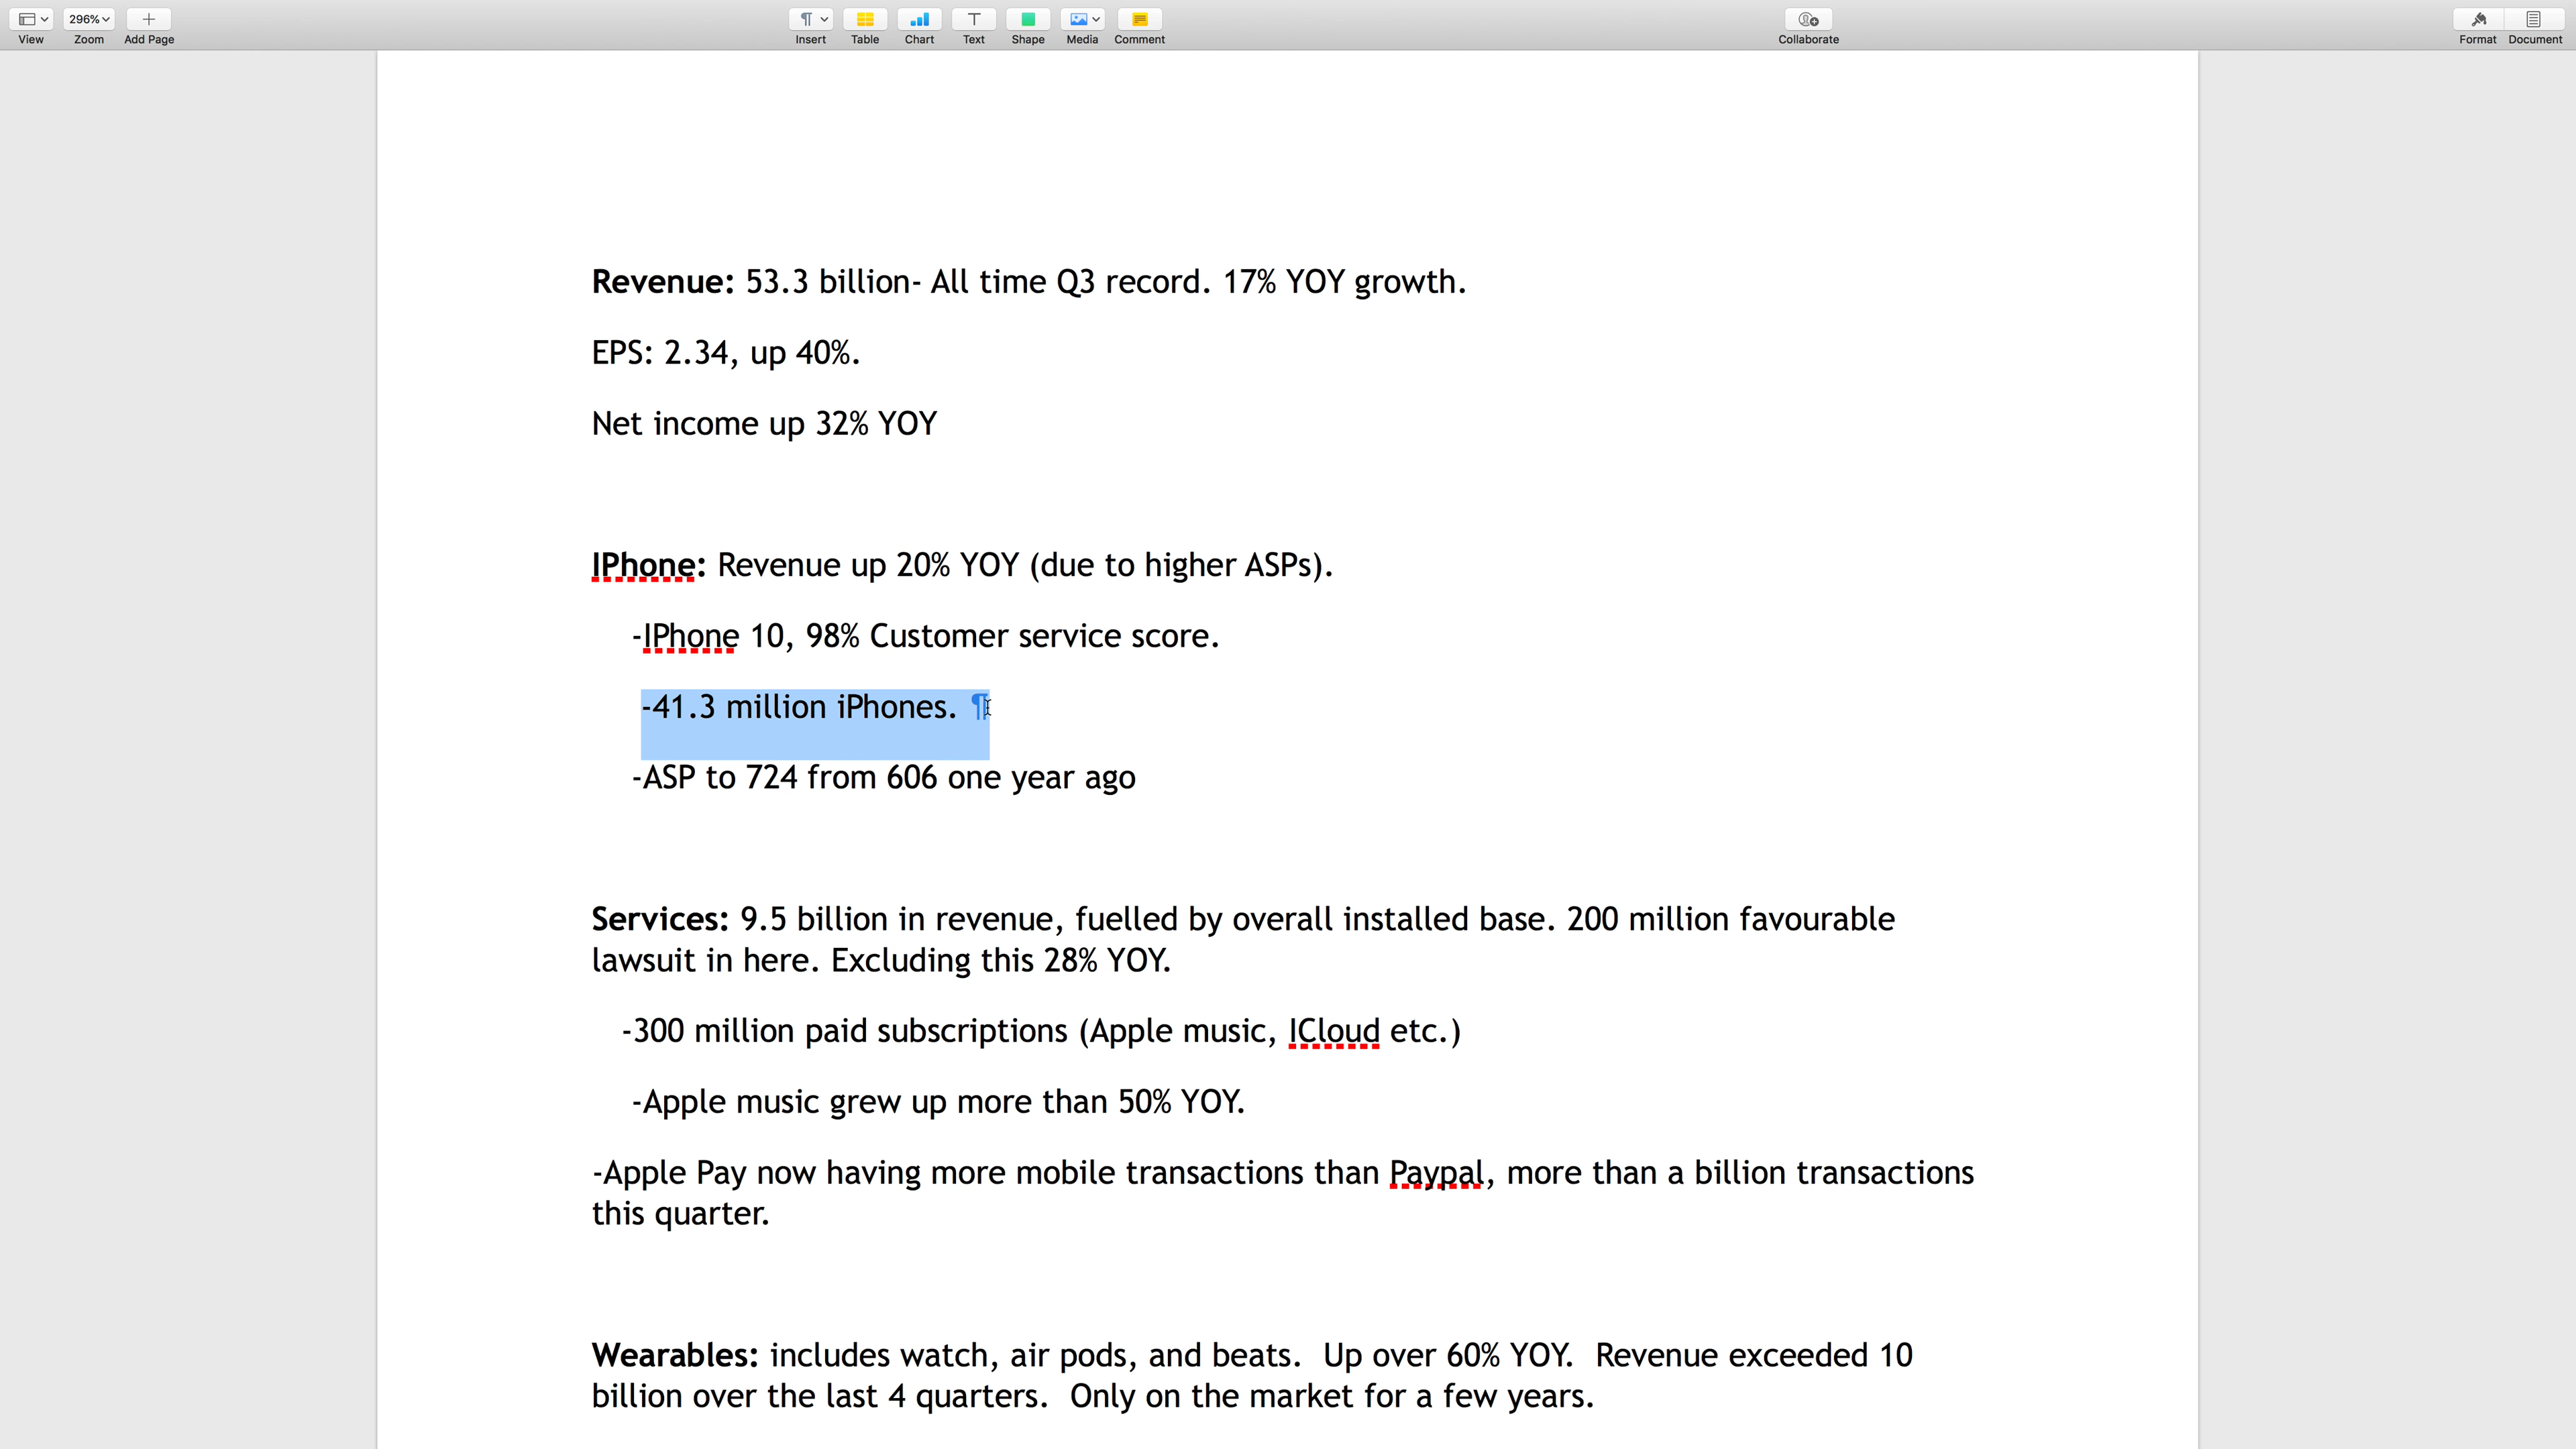 296%
View
Zoom
Add Page
Insert
Table
Chart
Text
Shape
Media
Comment
Collaborate
Format
Document
Revenue: 53.3 billion- All time Q3 record. 17% YOY growth.
EPS: 2.34, up 40%.
Net income up 32% YOY
IPhone: Revenue up 20% YOY (due to higher ASPs).
-IPhone 10, 98% Customer service score.
-41.3 million iPhones. ¶
-ASP to 724 from 606 one year ago
Services: 9.5 billion in revenue, fuelled by overall installed base. 200 million favourable
lawsuit in here. Excluding this 28% YOY.
-300 million paid subscriptions (Apple music, ICloud etc.)
-Apple music grew up more than 50% YOY.
-Apple Pay now having more mobile transactions than Paypal, more than a billion transactions
this quarter.
Wearables: includes watch, air pods, and beats.  Up over 60% YOY.  Revenue exceeded 10
billion over the last 4 quarters.  Only on the market for a few years.